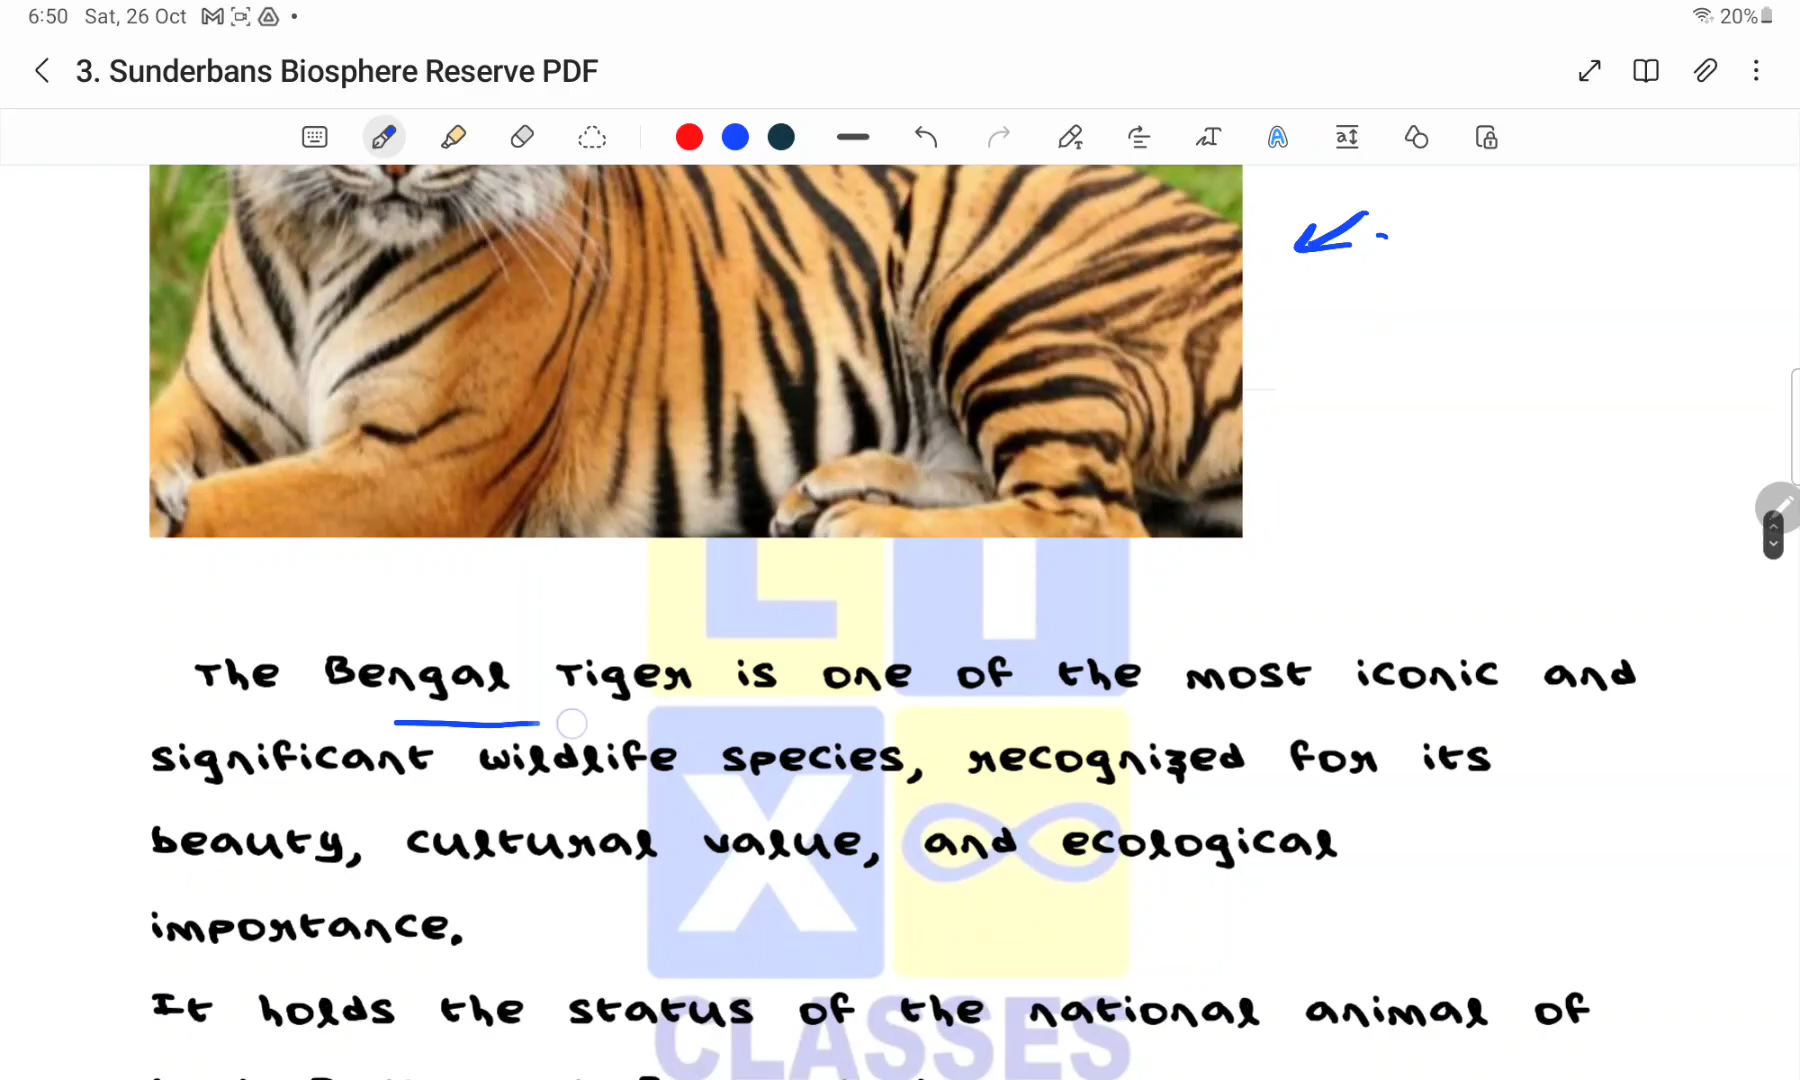 6:50 Sat, 26 Oct
20%
3. Sunderbans Biosphere Reserve PDF
The Bengal Tiger is one of the most iconic and
significant wildlife species, recognized for its
beauty, cultural value, and ecological
importance.
It holds the status of the national animal of
CLASSES